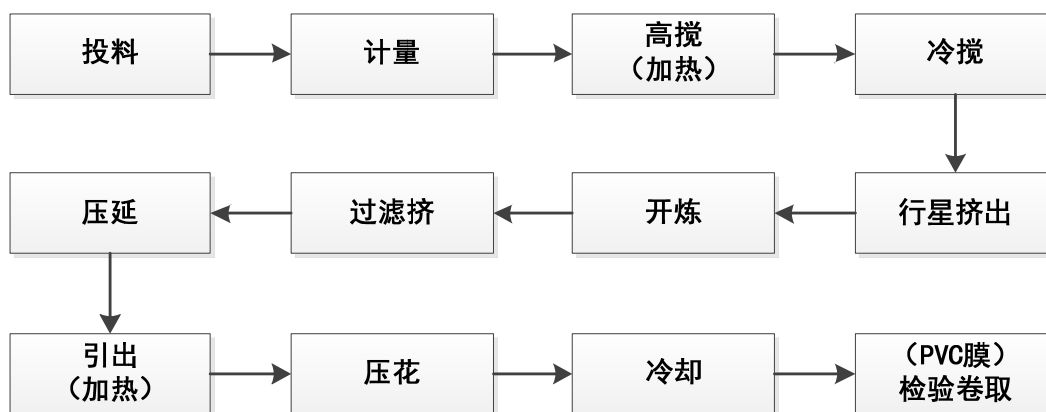 投料
计量
高搅
（加热）
冷搅
行星挤出
开炼
过滤挤
压延
引出
（加热）
压花
冷却
（PVC膜）
检验卷取